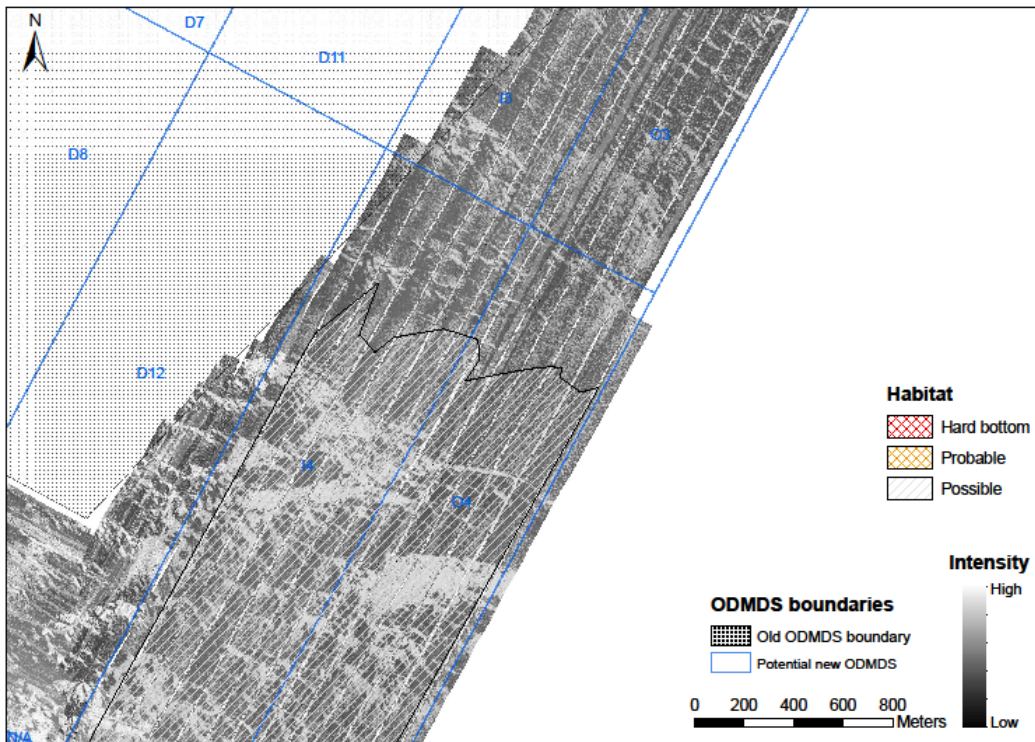 N
D7
D11
I3
O3
D8
D12
I4
O4
N/A
Habitat
Hard bottom
Probable
Possible
Intensity
High
Low
ODMDS boundaries
Old ODMDS boundary
Potential new ODMDS
0 200 400 600 800
Meters